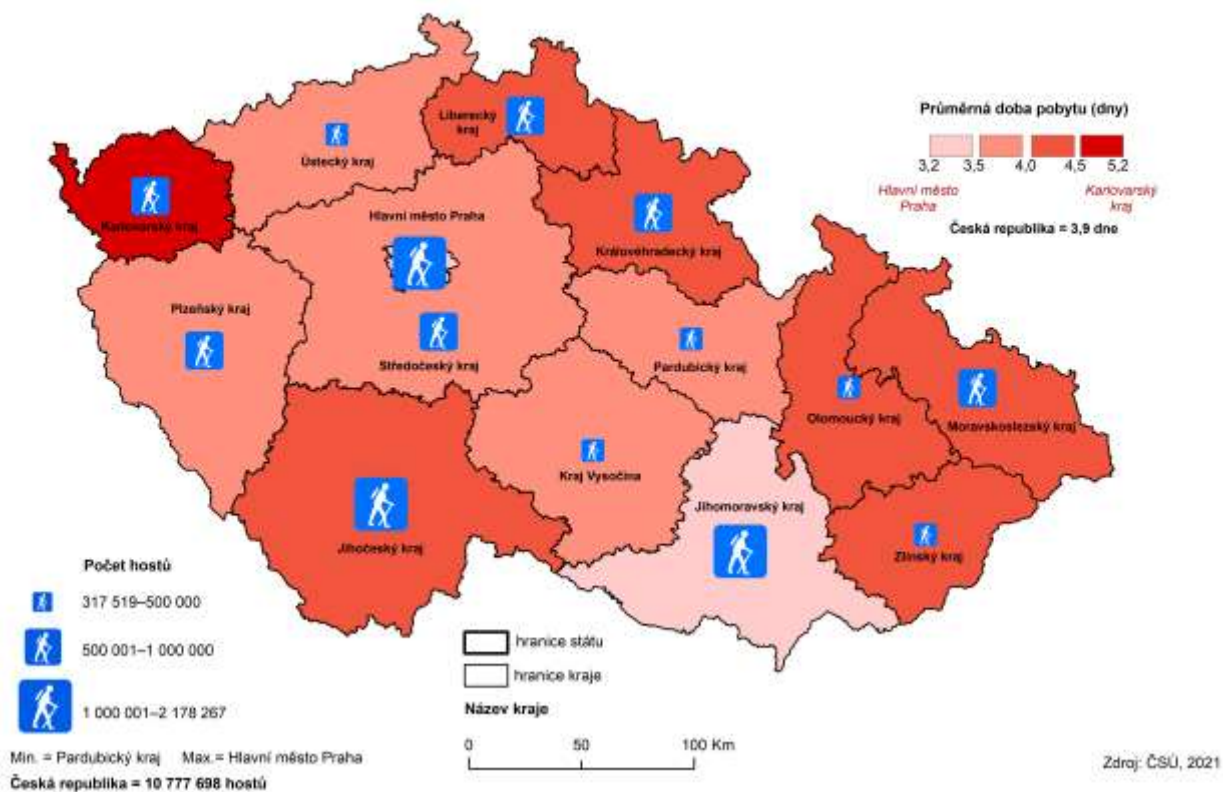 Liberecký
kraj
Ústecký kraj
Karlovarský kraj
Hlavní město Praha
Královéhradecký kraj
Plzeňský kraj
Středočeský kraj
Pardubický kraj
Olomoucký kraj
Moravskoslezský kraj
Kraj Vysočina
Jihomoravský kraj
Jihočeský kraj
Zlínský kraj
Průměrná doba pobytu (dny)
3,2 3,5 4,0 4,5 5,2
Hlavní město
Praha
Karlovarský
kraj
Česká republika = 3,9 dne
Počet hostů
317 519–500 000
500 001–1 000 000
1 000 001–2 178 267
Min. = Pardubický kraj Max.= Hlavní město Praha
Česká republika = 10 777 698 hostů
hranice státu
hranice kraje
Název kraje
0 50 100 Km
Zdroj: ČSÚ, 2021